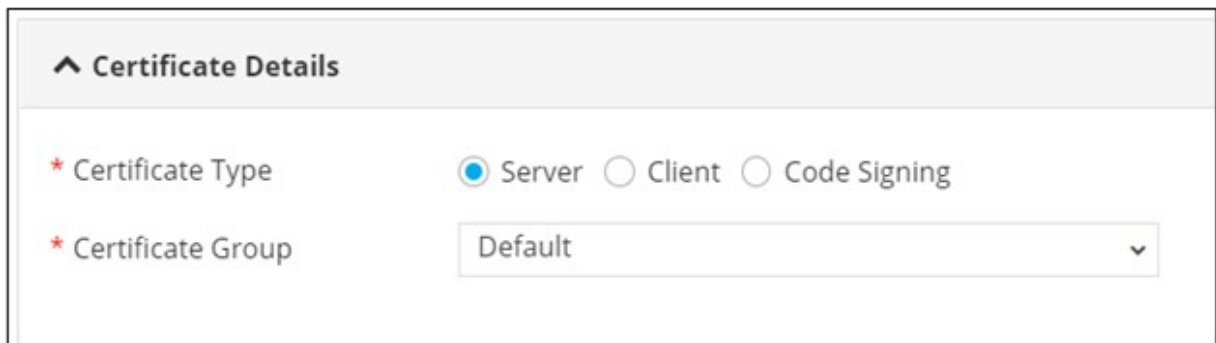 Certificate Details
* Certificate Type Server Client Code Signing
* Certificate Group Default